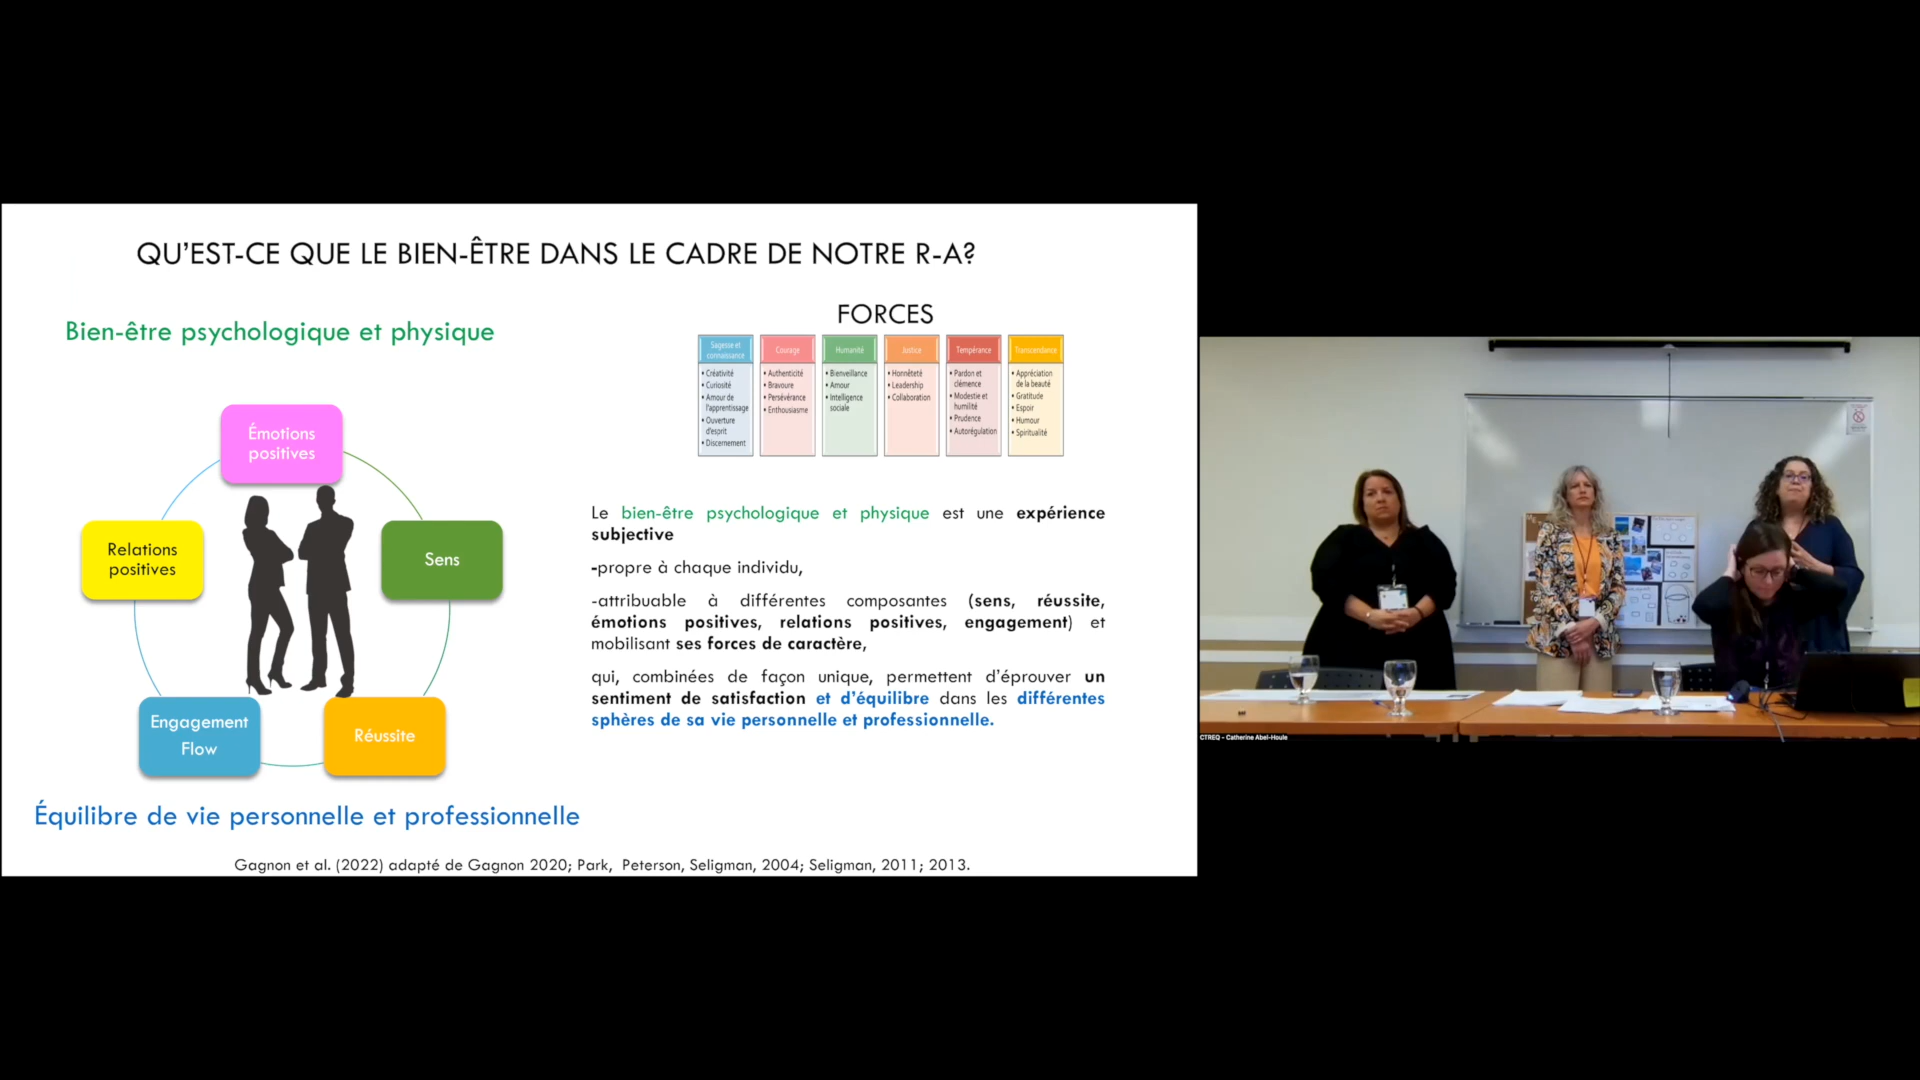 QU'EST-CE QUE LE BIEN-ÊTRE DANS LE CADRE DE NOTRE R-A?
Bien-être psychologique et physique
Émotions
positives
Relations
positives
Sens
Engagement
Flow
Réussite
Équilibre de vie personnelle et professionnelle
FORCES
Sagesse et
connaissance
• Créativité
• Curiosité
• Amour de
l'apprentissage
• Ouverture
d'esprit
• Discernement
Courage
• Authenticité
• Bravoure
• Persévérance
• Enthousiasme
Humanité
• Bienveillance
• Amour
• Intelligence
sociale
Justice
• Honnêteté
• Leadership
• Collaboration
Tempérance
• Pardon et
clémence
• Modestie et
humilité
• Prudence
• Autorégulation
Transcendance
• Appréciation
de la beauté
• Gratitude
• Espoir
• Humour
• Spiritualité
Le bien-être psychologique et physique est une expérience
subjective
-propre à chaque individu,
-attribuable à différentes composantes (sens, réussite,
émotions positives, relations positives, engagement) et
mobilisant ses forces de caractère,
qui, combinées de façon unique, permettent d'éprouver un
sentiment de satisfaction et d'équilibre dans les différentes
sphères de sa vie personnelle et professionnelle.
Gagnon et al. (2022) adapté de Gagnon 2020; Park, Peterson, Seligman, 2004; Seligman, 2011; 2013.
CTREQ - Catherine Abel-Houle